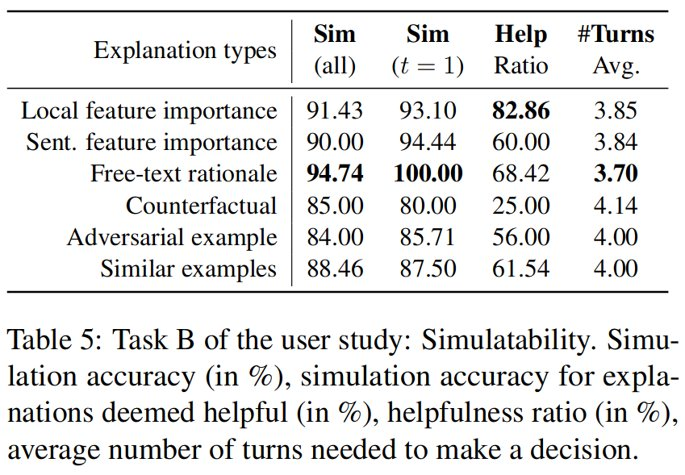 Explanation types Sim Sim Help #Turns
(all) (t = 1) Ratio Avg.
Local feature importance 91.43 93.10 82.86 3.85
Sent. feature importance 90.00 94.44 60.00 3.84
Free-text rationale 94.74 100.00 68.42 3.70
Counterfactual 85.00 80.00 25.00 4.14
Adversarial example 84.00 85.71 56.00 4.00
Similar examples 88.46 87.50 61.54 4.00
Table 5: Task B of the user study: Simulatability. Simu-
lation accuracy (in %), simulation accuracy for expla-
nations deemed helpful (in %), helpfulness ratio (in %),
average number of turns needed to make a decision.